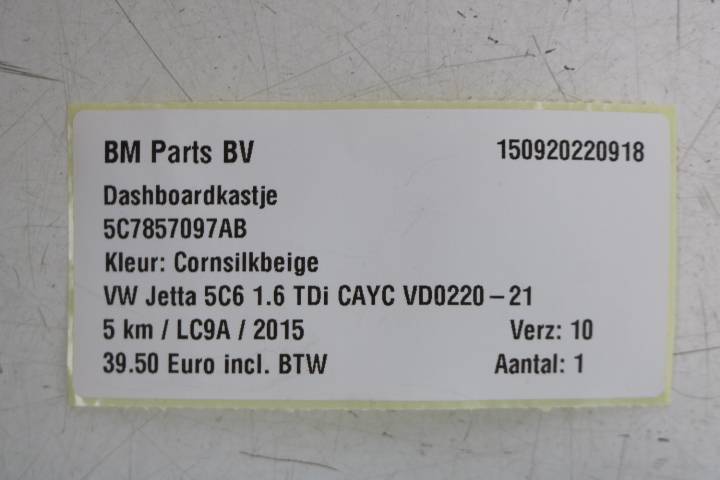 BM Parts BV 150920220918
Dashboardkastje
5C7857097AB
Kleur: Cornsilkbeige
VW Jetta 5C6 1.6 TDi CAYC VD0220-21
5 km / LC9A / 2015 Verz: 10
39.50 Euro incl. BTW Aantal: 1